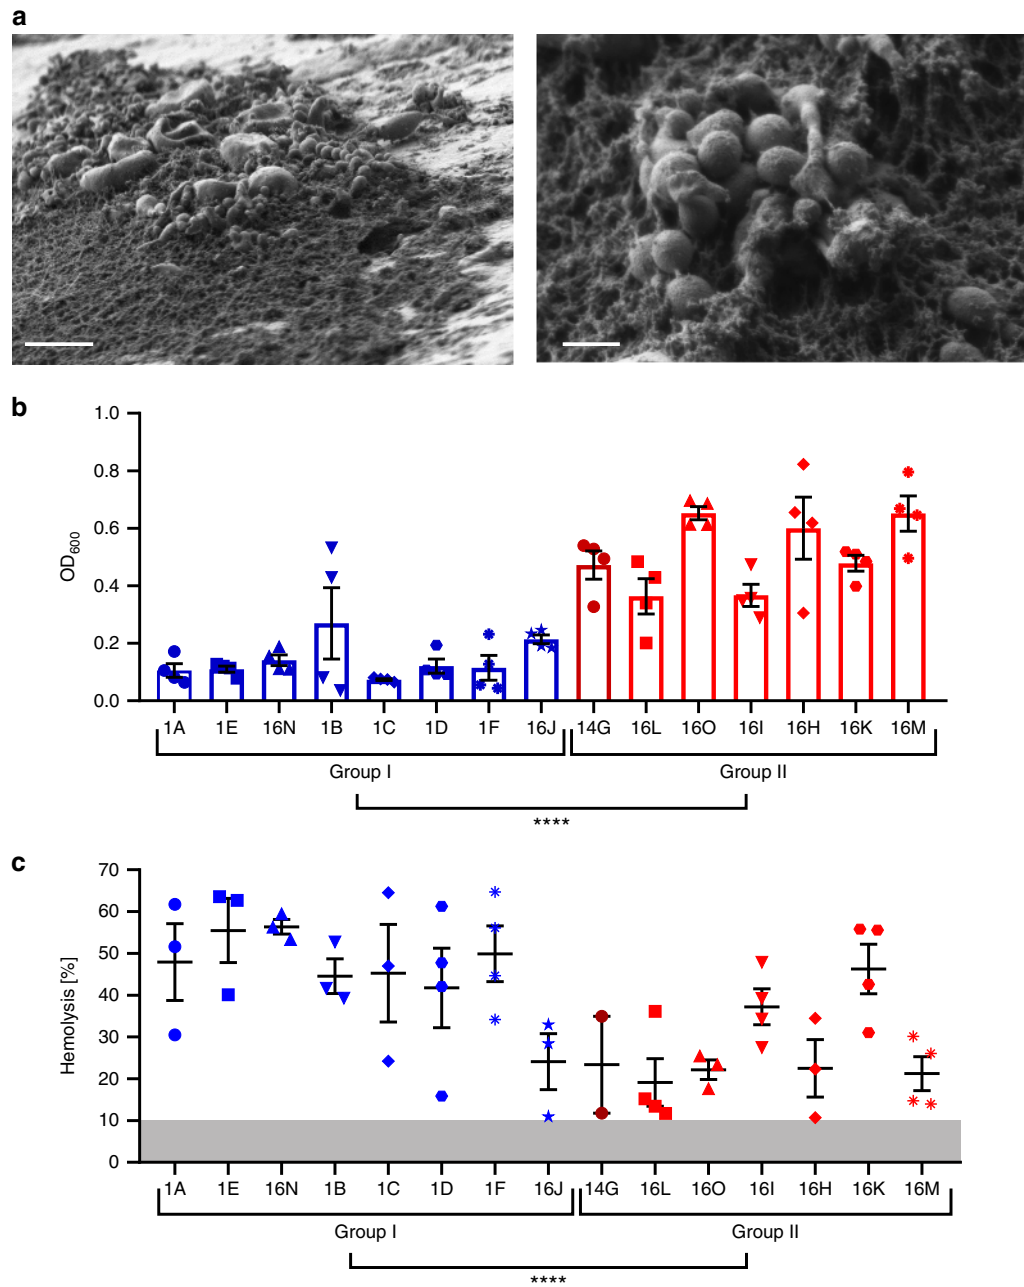 a
b
1.0
0.8
0.6
0.4
0.2
0.0
OD600
1A 1E 16N 1B 1C 1D 1F 16J 14G 16L 16O 16I 16H 16K 16M
Group I Group II
****
c
70
60
50
40
30
20
10
0
Hemolysis [%]
1A 1E 16N 1B 1C 1D 1F 16J 14G 16L 16O 16I 16H 16K 16M
Group I Group II
****